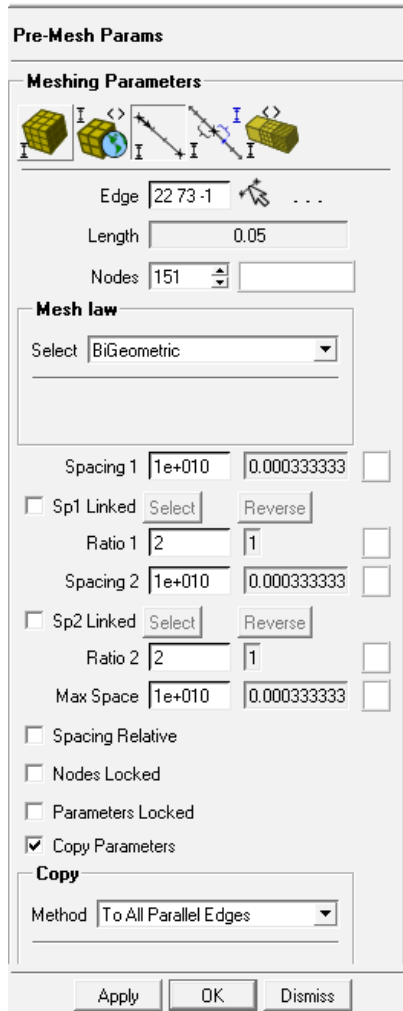 Pre-Mesh Params
Meshing Parameters
Edge 22 73 -1 . . .
Length 0.05
Nodes 151
Mesh law
Select BiGeometric
Spacing 1 1e+010 0.000333333
Sp1 Linked Select Reverse
Ratio 1 2 1
Spacing 2 1e+010 0.000333333
Sp2 Linked Select Reverse
Ratio 2 2 1
Max Space 1e+010 0.000333333
Spacing Relative
Nodes Locked
Parameters Locked
Copy Parameters
Copy
Method To All Parallel Edges
Apply OK Dismiss